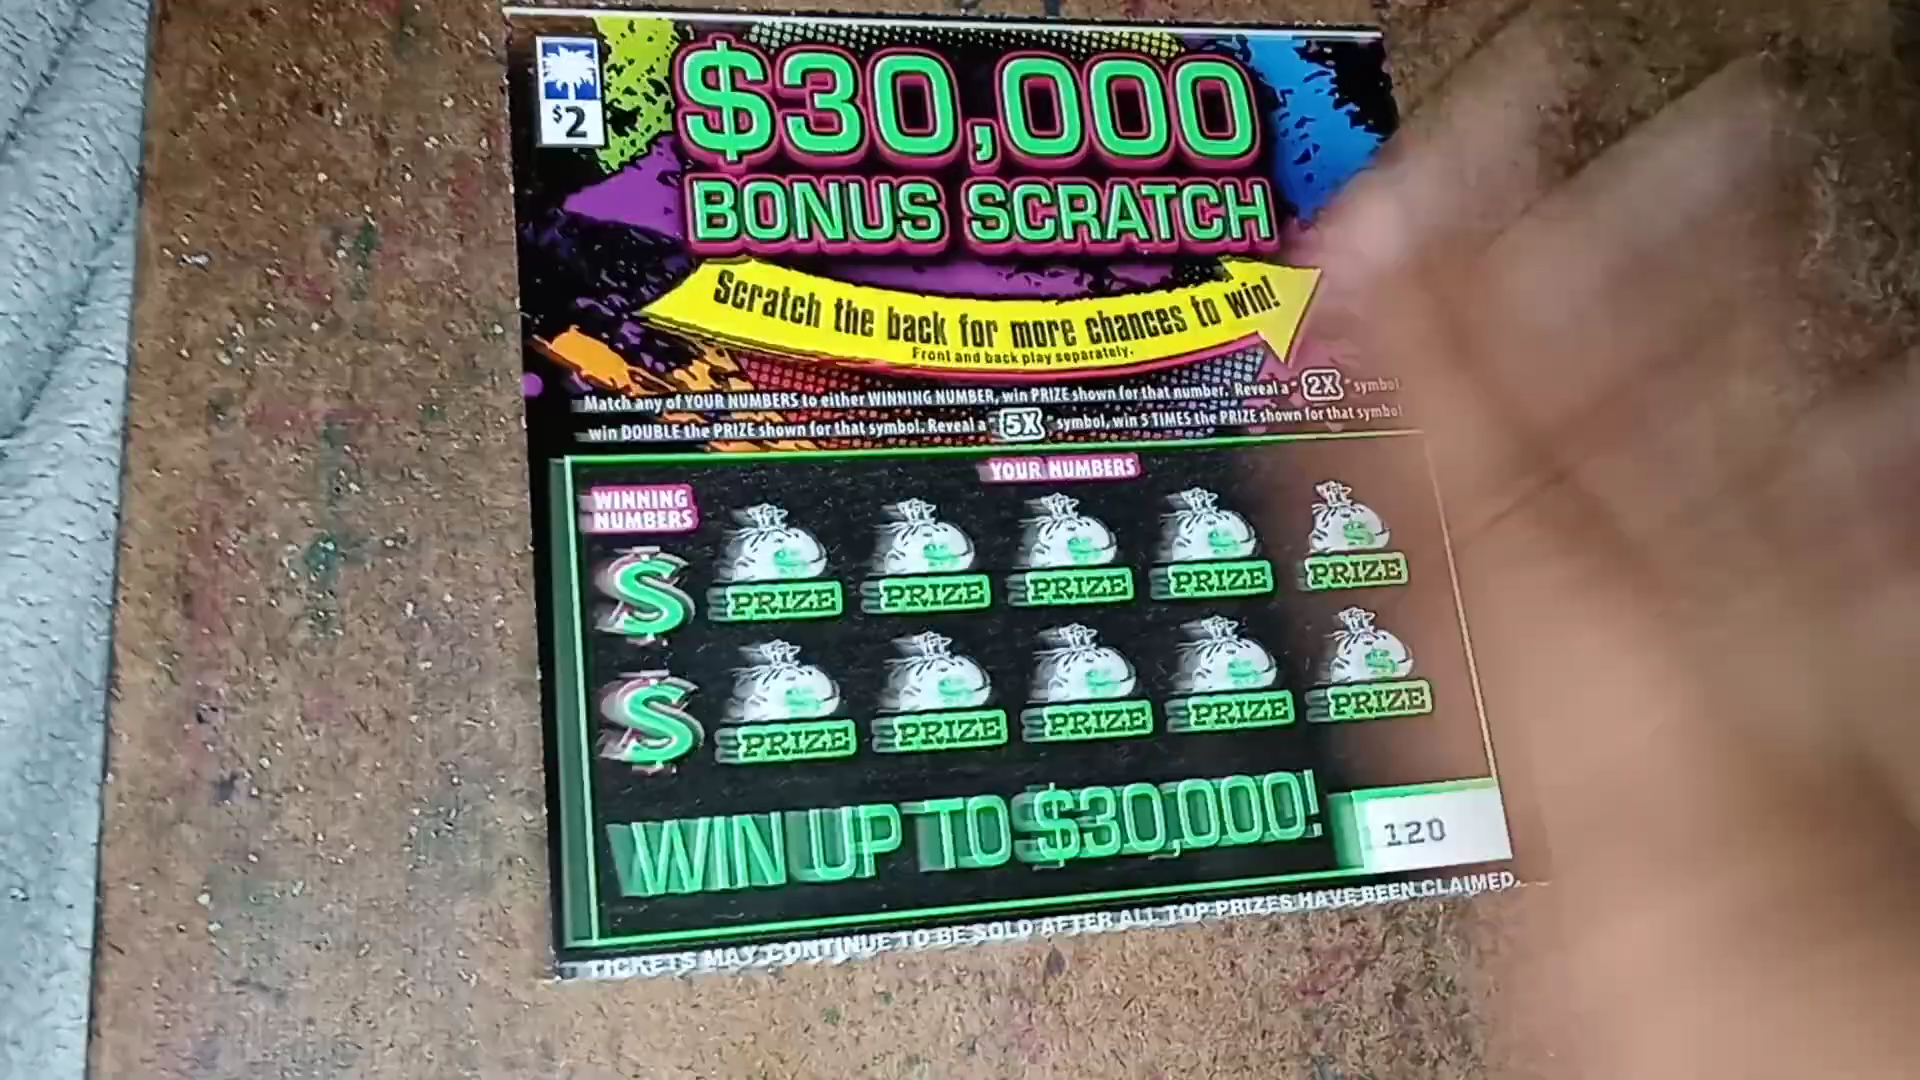 $2
$30,000
BONUS SCRATCH
Scratch the back for more chances to win!
Front and back play separately.
Match any of YOUR NUMBERS to either WINNING NUMBER, win PRIZE shown for that number. Reveal a "2X" symbol,
win DOUBLE the PRIZE shown for that symbol. Reveal a "5X" symbol, win 5 TIMES the PRIZE shown for that symbol
YOUR NUMBERS
WINNING
NUMBERS
$ $ $ $ $
$
PRIZE PRIZE PRIZE PRIZE PRIZE
$ $ $ $ $
$
PRIZE PRIZE PRIZE PRIZE PRIZE
WIN UP TO $30,000!
120
TICKETS MAY CONTINUE TO BE SOLD AFTER ALL TOP PRIZES HAVE BEEN CLAIMED.